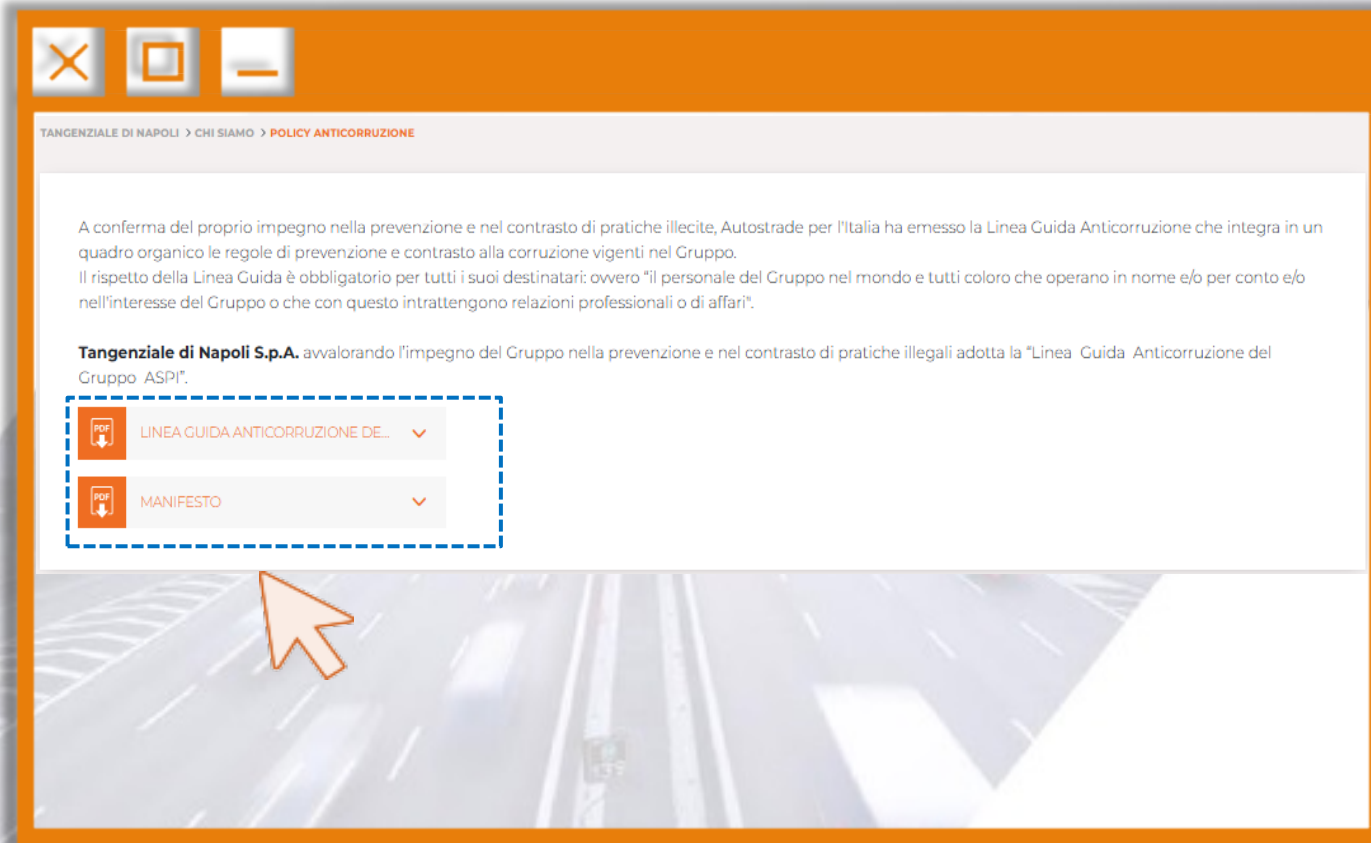 TANGENZIALE DI NAPOLI > CHI SIAMO > POLICY ANTICORRUZIONE
A conferma del proprio impegno nella prevenzione e nel contrasto di pratiche illecite, Autostrade per l'Italia ha emesso la Linea Guida Anticorruzione che integra in un
quadro organico le regole di prevenzione e contrasto alla corruzione vigenti nel Gruppo.
Il rispetto della Linea Guida è obbligatorio per tutti i suoi destinatari: ovvero "il personale del Gruppo nel mondo e tutti coloro che operano in nome e/o per conto e/o
nell'interesse del Gruppo o che con questo intrattengono relazioni professionali o di affari".
Tangenziale di Napoli S.p.A. avvalorando l'impegno del Gruppo nella prevenzione e nel contrasto di pratiche illegali adotta la "Linea Guida Anticorruzione del
Gruppo ASPI".
PDF LINEA GUIDA ANTICORRUZIONE DE...
PDF MANIFESTO